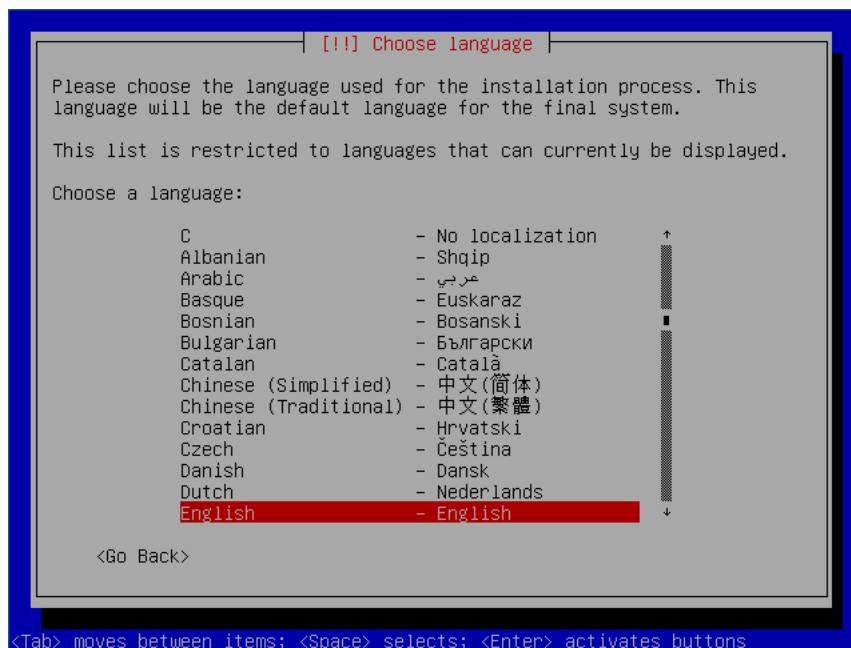 [!!] Choose language
Please choose the language used for the installation process. This
language will be the default language for the final system.
This list is restricted to languages that can currently be displayed.
Choose a language:
C - No localization ↑
Albanian - Shqip
Arabic - عربي
Basque - Euskaraz
Bosnian - Bosanski
Bulgarian - Български
Catalan - Català
Chinese (Simplified) - 中文(简体)
Chinese (Traditional) - 中文(繁體)
Croatian - Hrvatski
Czech - Čeština
Danish - Dansk
Dutch - Nederlands
English - English ↓
<Go Back>
<Tab> moves between items; <Space> selects; <Enter> activates buttons